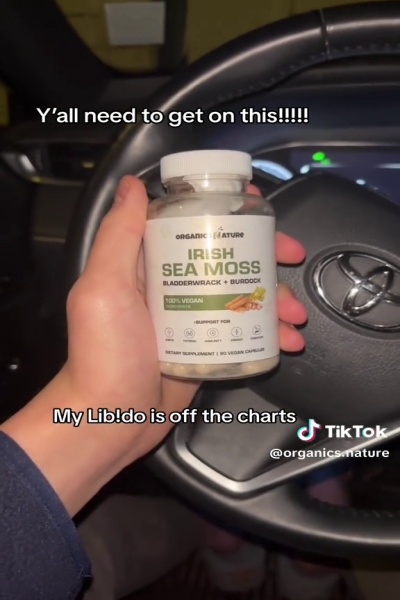 Y'all need to get on this!!!!!
ORGANICS NATURE
IRISH
SEA MOSS
BLADDERWRACK + BURDOCK
100% VEGAN
-SUPPORT FOR
DIETARY SUPPLEMENT | 90 VEGAN CAPSULES
My Lib!do is off the charts
TikTok
@organics.nature